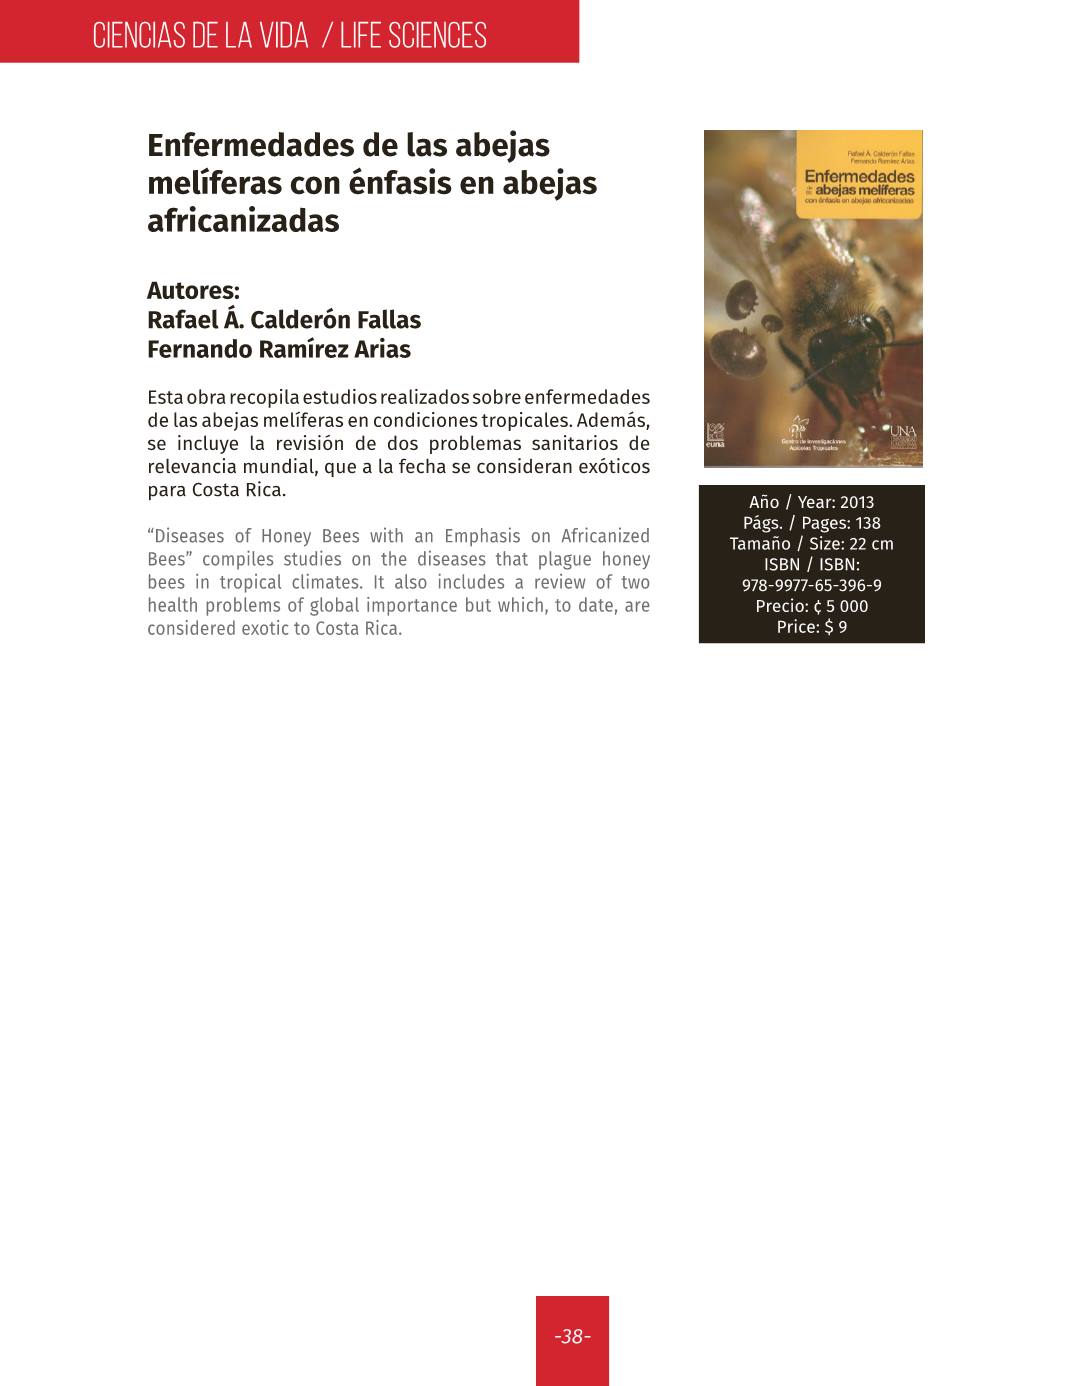 CIENCIAS DE LA VIDA / LIFE SCIENCES
Enfermedades de las abejas
melíferas con énfasis en abejas
africanizadas
Autores:
Rafael Á. Calderón Fallas
Fernando Ramírez Arias
Esta obra recopila estudios realizados sobre enfermedades
de las abejas melíferas en condiciones tropicales. Además,
se incluye la revisión de dos problemas sanitarios de
relevancia mundial, que a la fecha se consideran exóticos
para Costa Rica.
“Diseases of Honey Bees with an Emphasis on Africanized
Bees” compiles studies on the diseases that plague honey
bees in tropical climates. It also includes a review of two
health problems of global importance but which, to date, are
considered exotic to Costa Rica.
Rafael Á. Calderón Fallas
Fernando Ramírez Arias
Enfermedades
de las abejas melíferas
con énfasis en abejas africanizadas
euna
Centro de Investigaciones
Apícolas Tropicales
UNA
Año / Year: 2013
Págs. / Pages: 138
Tamaño / Size: 22 cm
ISBN / ISBN:
978-9977-65-396-9
Precio: ¢ 5 000
Price: $ 9
-38-